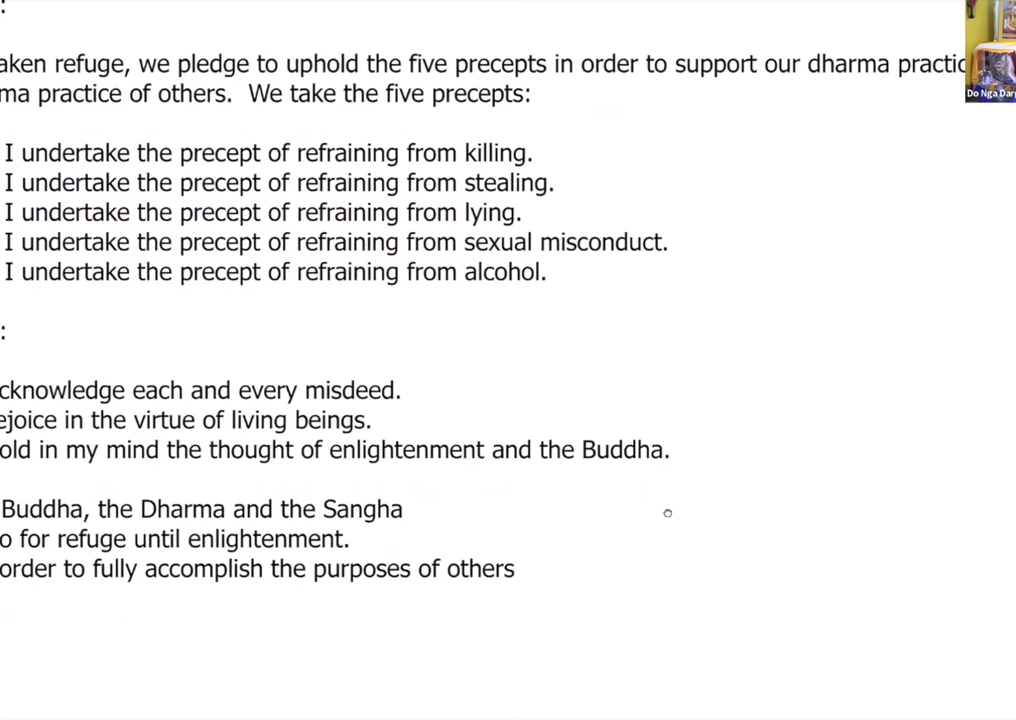 :
aken refuge, we pledge to uphold the five precepts in order to support our dharma practic
ma practice of others.  We take the five precepts:
I undertake the precept of refraining from killing.
I undertake the precept of refraining from stealing.
I undertake the precept of refraining from lying.
I undertake the precept of refraining from sexual misconduct.
I undertake the precept of refraining from alcohol.
:
cknowledge each and every misdeed.
ejoice in the virtue of living beings.
old in my mind the thought of enlightenment and the Buddha.
Buddha, the Dharma and the Sangha
o for refuge until enlightenment.
order to fully accomplish the purposes of others
Do Nga Dar